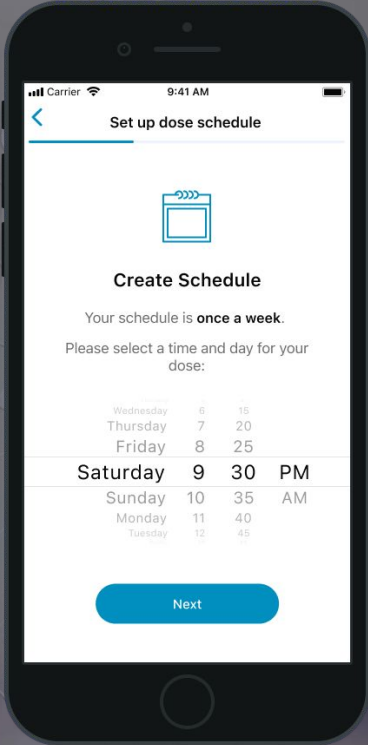 Carrier 9:41 AM
Set up dose schedule
Create Schedule
Your schedule is once a week.
Please select a time and day for your
dose:
Wednesday 6 15
Thursday 7 20
Friday 8 25
Saturday 9 30 PM
Sunday 10 35 AM
Monday 11 40
Tuesday 12 45
Next